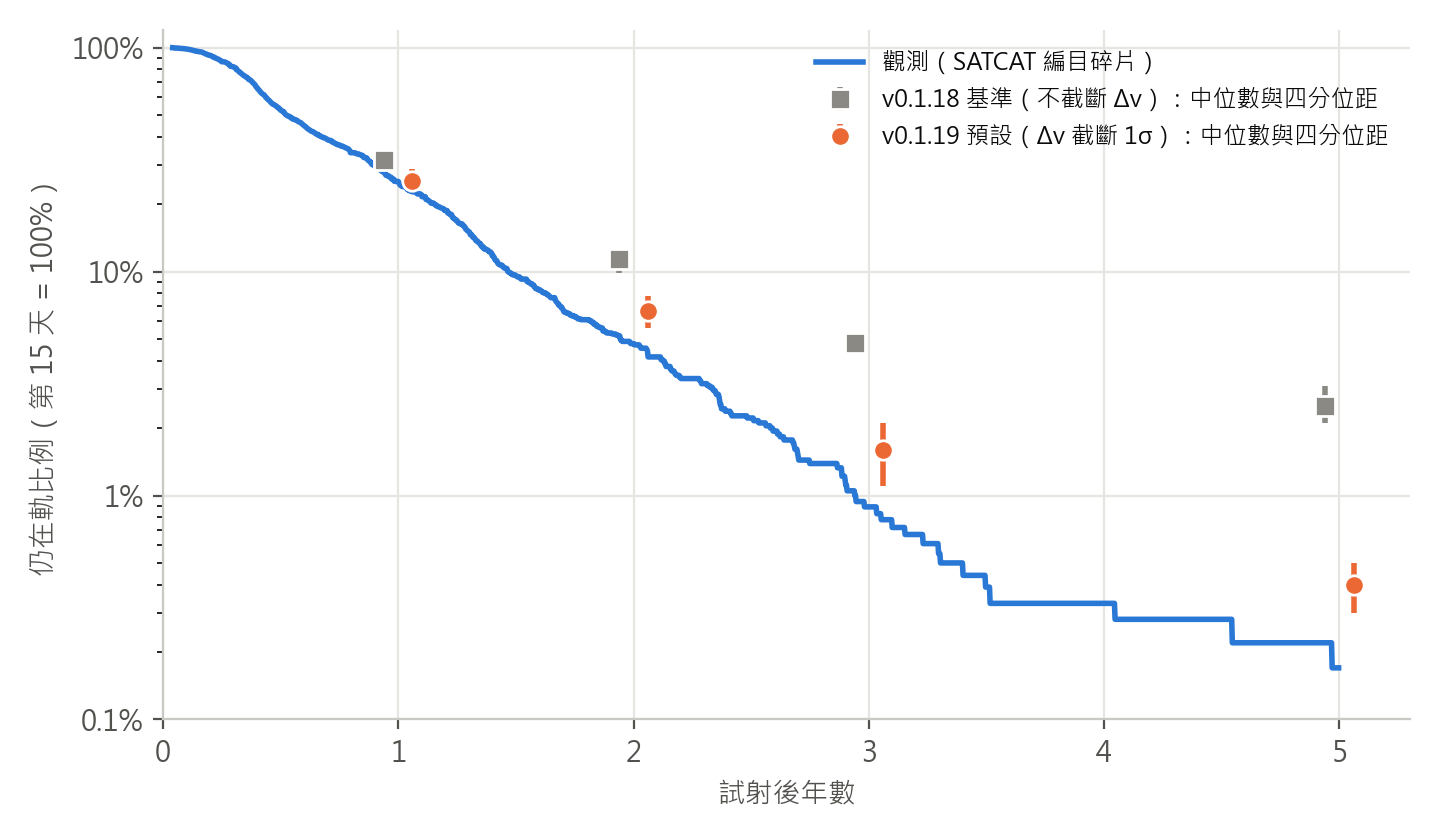 100%
10%
1%
0.1%
仍在軌比例（第 15 天 = 100%）
觀測（SATCAT 編目碎片）
v0.1.18 基準（不截斷 Δv）：中位數與四分位距
v0.1.19 預設（Δv 截斷 1σ）：中位數與四分位距
0
1
2
3
4
5
試射後年數